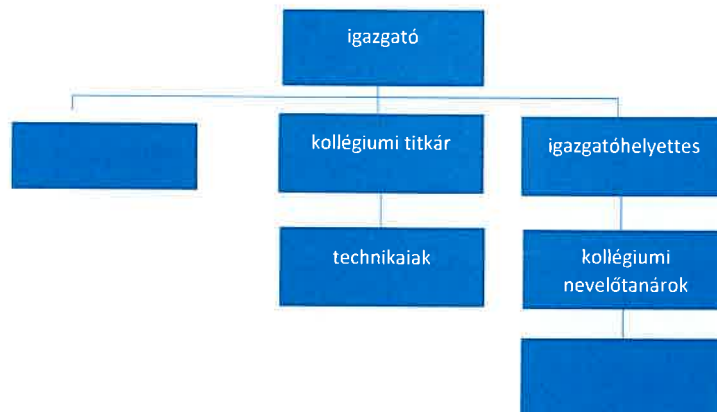 igazgató
kollégiumi titkár
igazgatóhelyettes
technikaiak
kollégiumi
nevelőtanárok